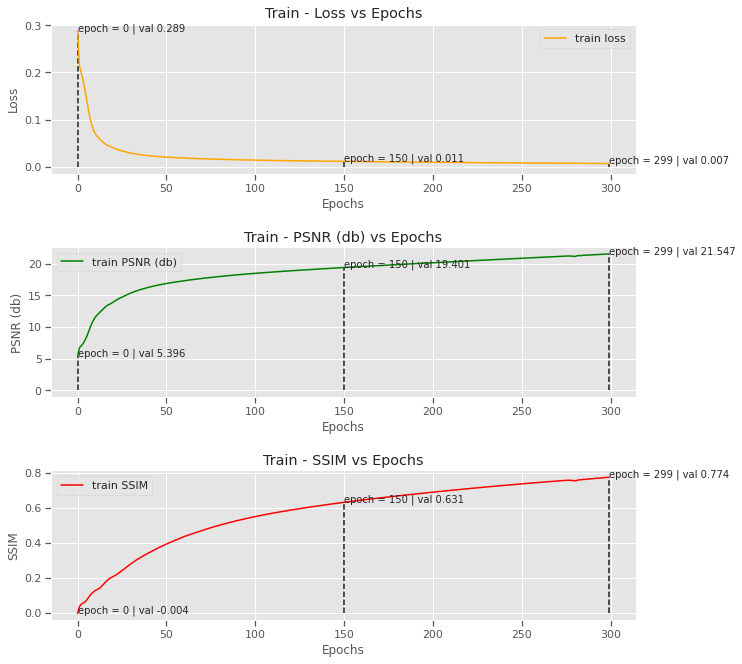 Train - Loss vs Epochs
epoch = 0 | val 0.289
train loss
0.3
0.2
0.1
0.0
Loss
epoch = 150 | val 0.011
epoch = 299 | val 0.007
0 50 100 150 200 250 300
Epochs
Train - PSNR (db) vs Epochs
train PSNR (db)
epoch = 299 | val 21.547
epoch = 150 | val 19.401
20
15
10
5
0
PSNR (db)
epoch = 0 | val 5.396
0 50 100 150 200 250 300
Epochs
Train - SSIM vs Epochs
train SSIM
epoch = 299 | val 0.774
0.8
0.6
0.4
0.2
0.0
SSIM
epoch = 150 | val 0.631
epoch = 0 | val -0.004
0 50 100 150 200 250 300
Epochs